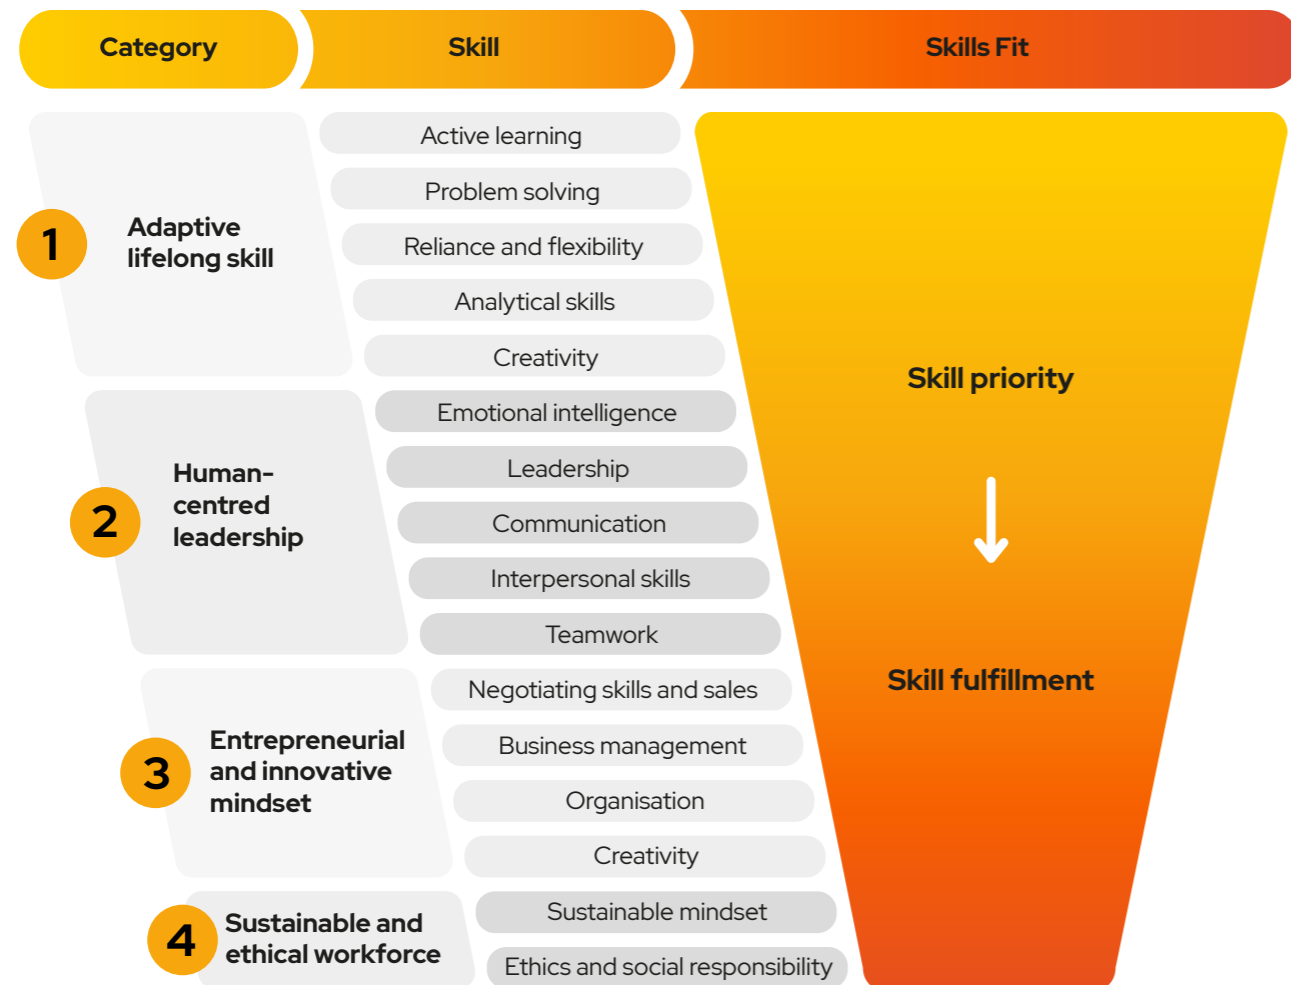 Category
Skill
Skills Fit
1
Adaptive
lifelong skill
Active learning
Problem solving
Reliance and flexibility
Analytical skills
Creativity
2
Human-
centred
leadership
Emotional intelligence
Leadership
Communication
Interpersonal skills
Teamwork
3
Entrepreneurial
and innovative
mindset
Negotiating skills and sales
Business management
Organisation
Creativity
4
Sustainable and
ethical workforce
Sustainable mindset
Ethics and social responsibility
Skill priority
Skill fulfillment